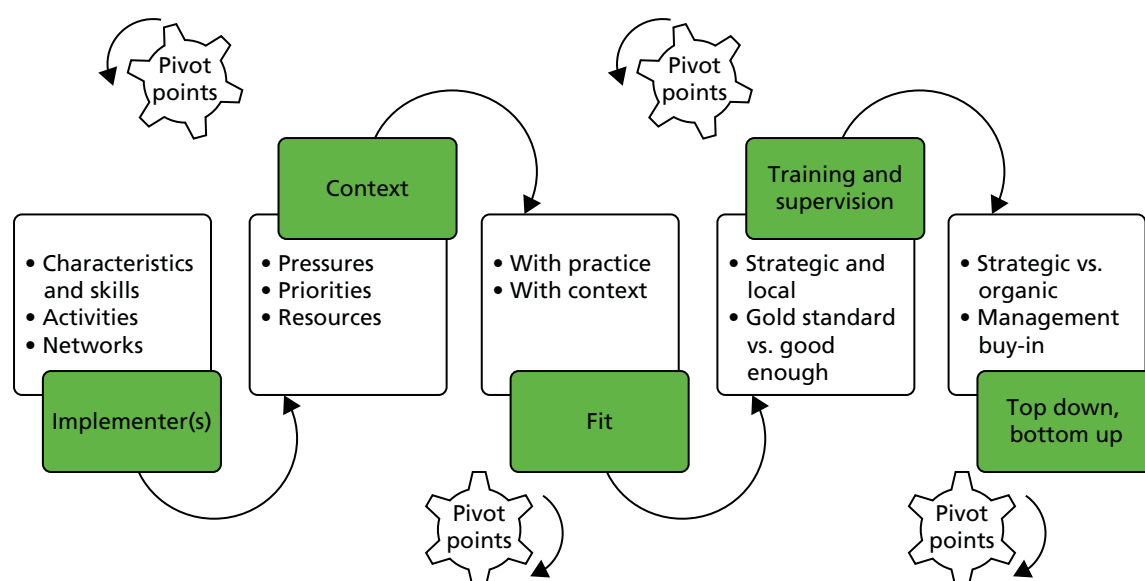 Pivot
points
Pivot
points
Context
Training and
supervision
• Characteristics
and skills
• Activities
• Networks
• Pressures
• Priorities
• Resources
• With practice
• With context
• Strategic and
local
• Gold standard
vs. good
enough
• Strategic vs.
organic
• Management
buy-in
Implementer(s)
Fit
Top down,
bottom up
Pivot
points
Pivot
points